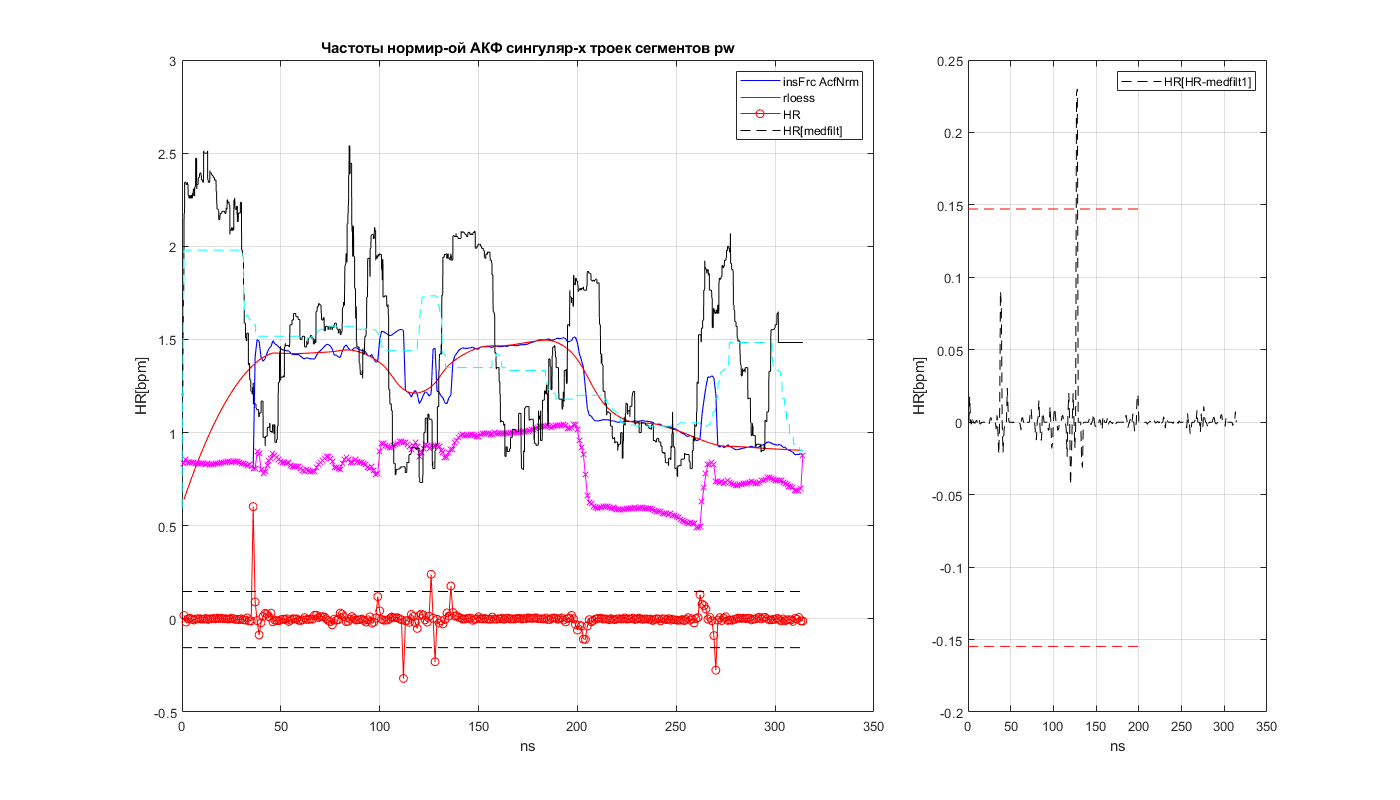 Частоты нормир-ой АКФ сингуляр-х троек сегментов pw
3
2.5
2
1.5
1
0.5
0
-0.5
HR[bpm]
0 50 100 150 200 250 300 350
ns
insFrc AcfNrm
rloess
HR
HR[medfilt]
0.25
0.2
0.15
0.1
0.05
0
-0.05
-0.1
-0.15
-0.2
HR[bpm]
0 50 100 150 200 250 300 350
ns
HR[HR-medfilt1]